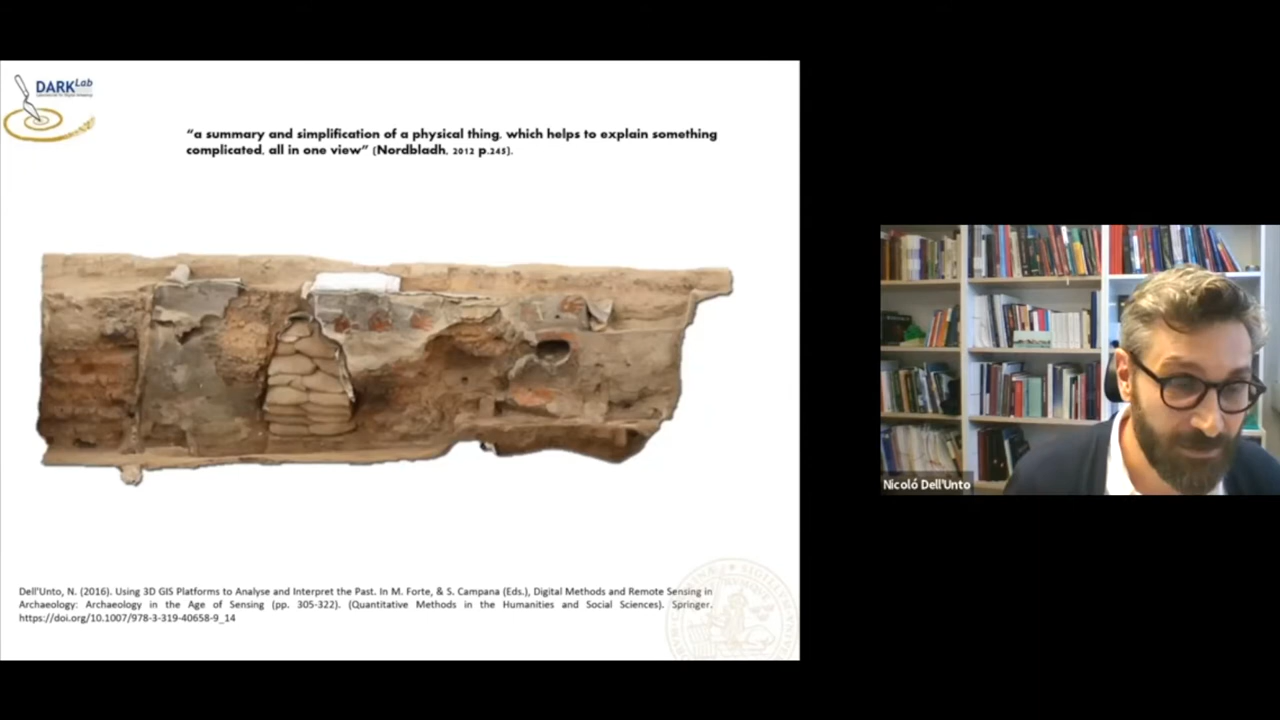 DARKLab
"a summary and simplification of a physical thing, which helps to explain something
complicated, all in one view" (Nordbladh, 2012 p.245).
Dell'Unto, N. (2016). Using 3D GIS Platforms to Analyse and Interpret the Past. In M. Forte, & S. Campana (Eds.), Digital Methods and Remote Sensing in
Archaeology: Archaeology in the Age of Sensing (pp. 305-322). (Quantitative Methods in the Humanities and Social Sciences). Springer.
https://doi.org/10.1007/978-3-319-40658-9_14
Nicoló Dell'Unto